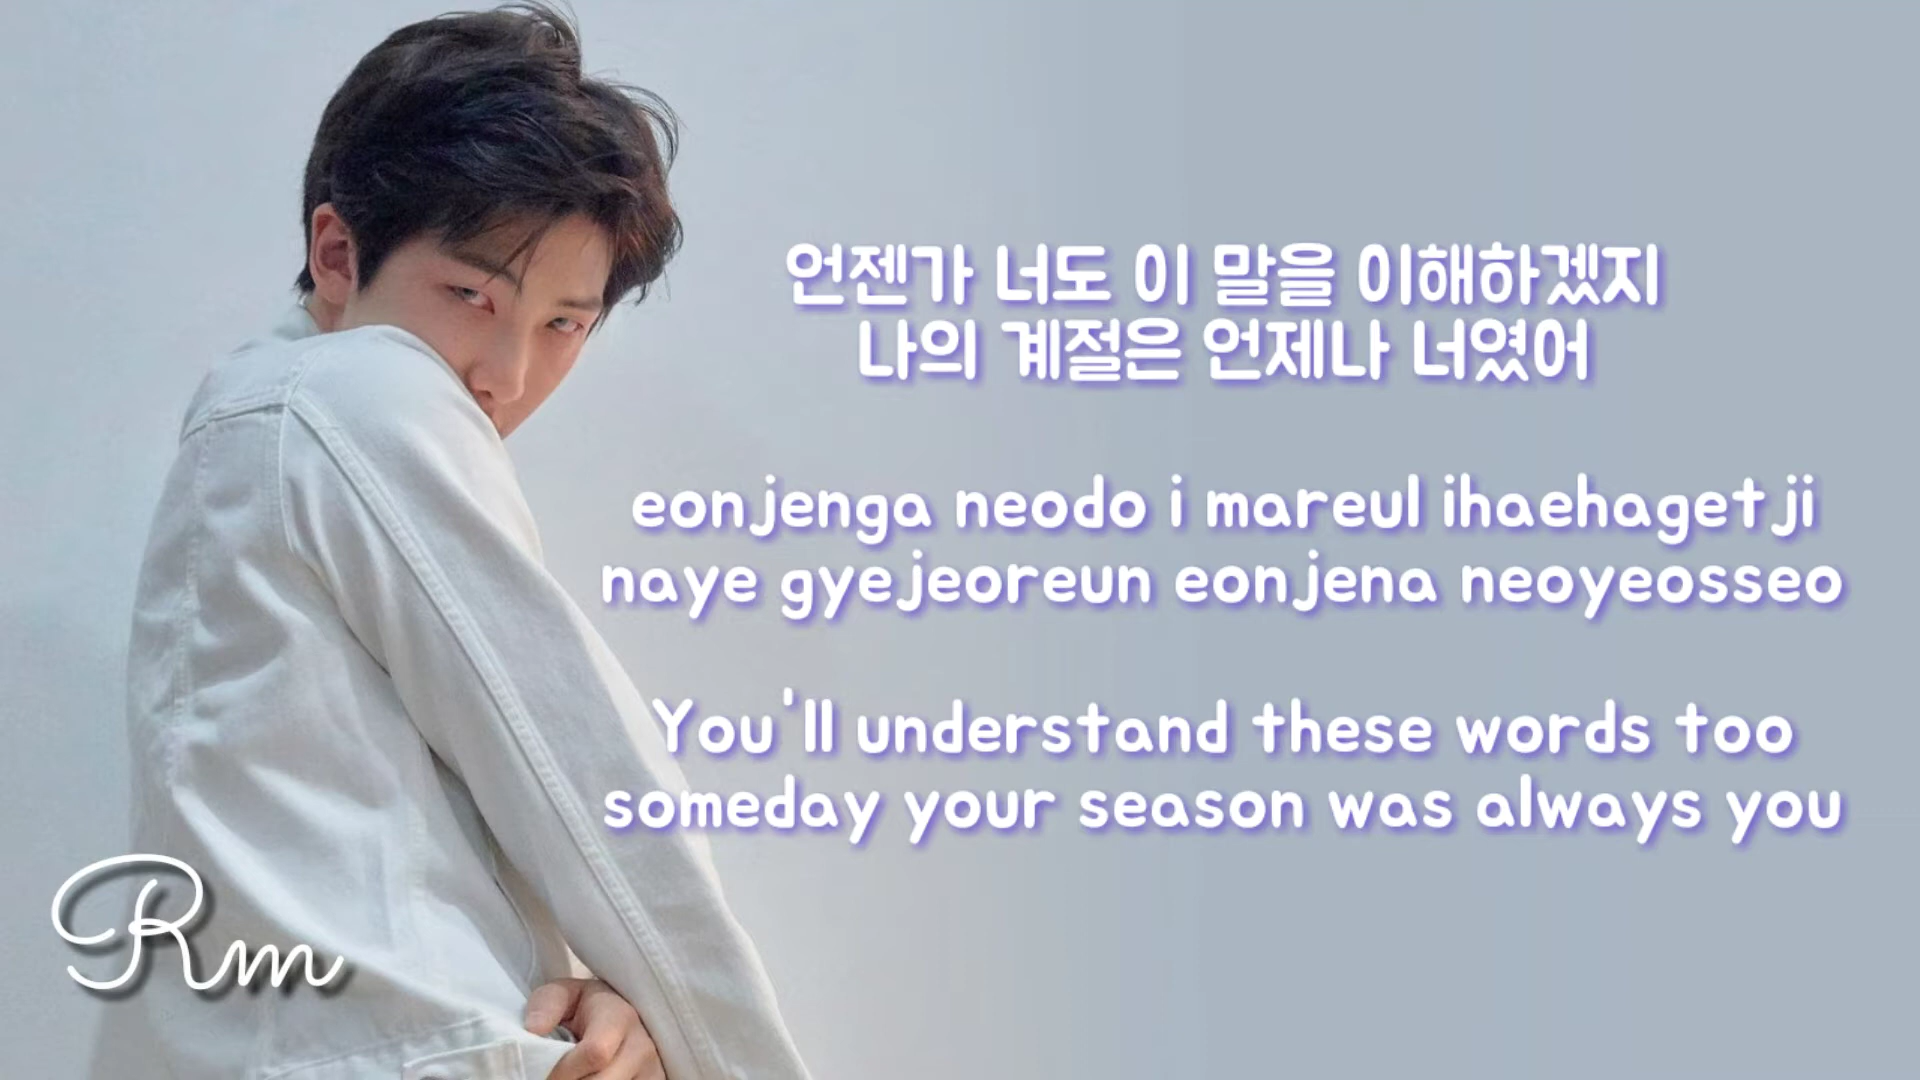 언젠가 너도 이 말을 이해하겠지
나의 계절은 언제나 너였어
eonjenga neodo i mareul ihaehagetji
naye gyejeoreun eonjena neoyeosseo
You'll understand these words too
someday your season was always you
Rm